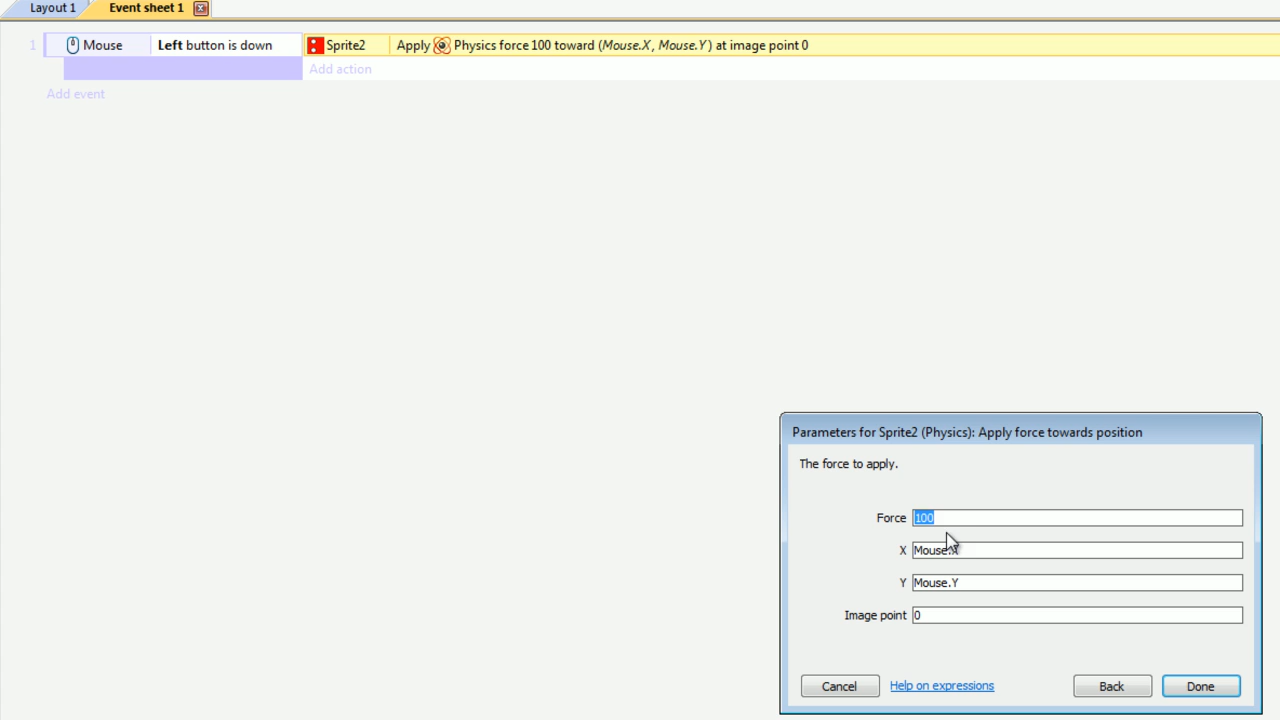 Layout 1 Event sheet 1
1 Mouse Left button is down Sprite2 Apply Physics force 100 toward (Mouse.X, Mouse.Y) at image point 0
Add action
Add event
Parameters for Sprite2 (Physics): Apply force towards position
The force to apply.
Force 100
X Mouse.X
Y Mouse.Y
Image point 0
Cancel Help on expressions Back Done